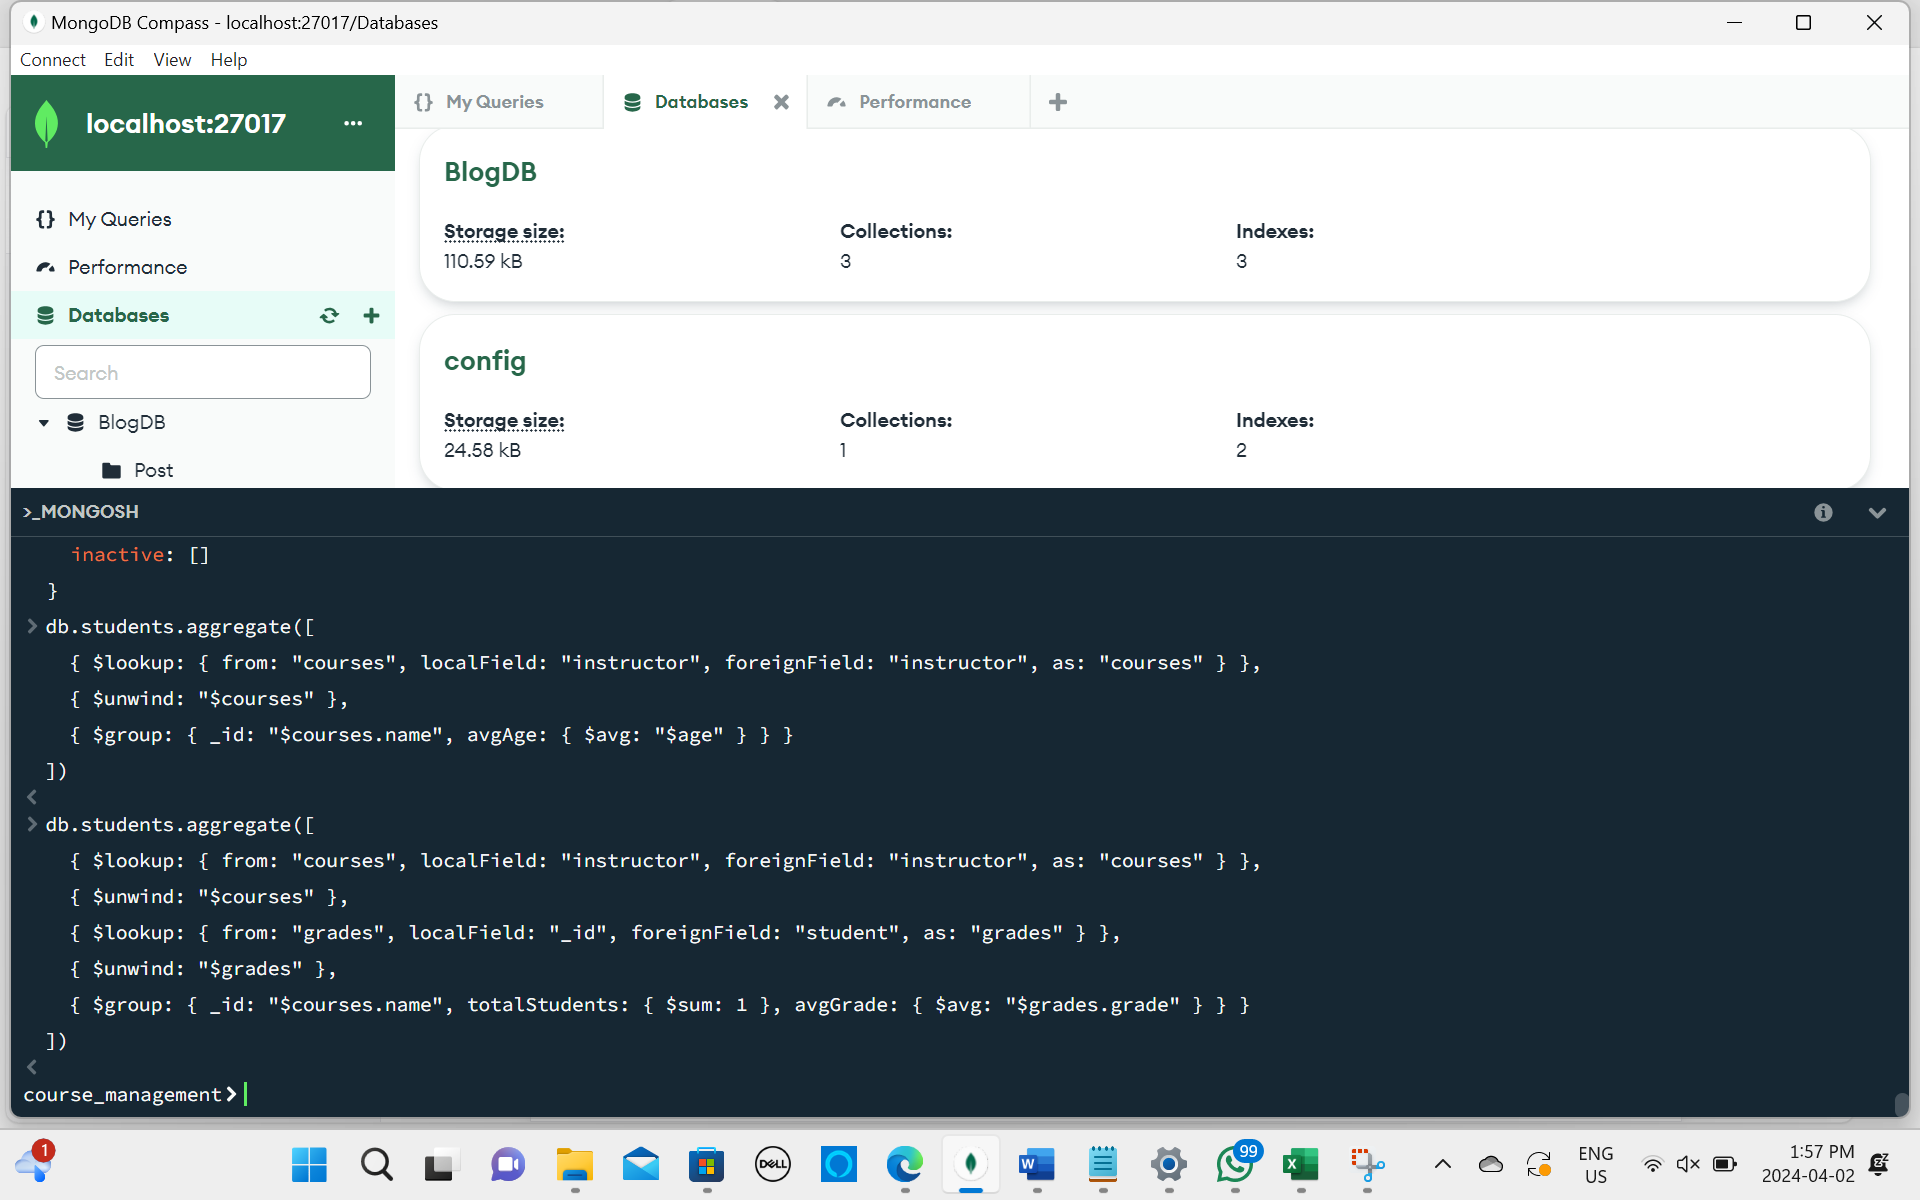 MongoDB Compass - localhost:27017/Databases
Connect Edit View Help
localhost:27017 ...
{} My Queries
Databases
Performance
My Queries
Performance
Databases
Search
BlogDB
Post
BlogDB
Storage size: Collections: Indexes:
110.59 kB 3 3
config
Storage size: Collections: Indexes:
24.58 kB 1 2
>_MONGOSH
inactive: []
}
> db.students.aggregate([
{ $lookup: { from: "courses", localField: "instructor", foreignField: "instructor", as: "courses" } },
{ $unwind: "$courses" },
{ $group: { _id: "$courses.name", avgAge: { $avg: "$age" } } }
])
<
> db.students.aggregate([
{ $lookup: { from: "courses", localField: "instructor", foreignField: "instructor", as: "courses" } },
{ $unwind: "$courses" },
{ $lookup: { from: "grades", localField: "_id", foreignField: "student", as: "grades" } },
{ $unwind: "$grades" },
{ $group: { _id: "$courses.name", totalStudents: { $sum: 1 }, avgGrade: { $avg: "$grades.grade" } } }
])
<
course_management>
1
DELL
W
99
X
ENG
US
1:57 PM
2024-04-02